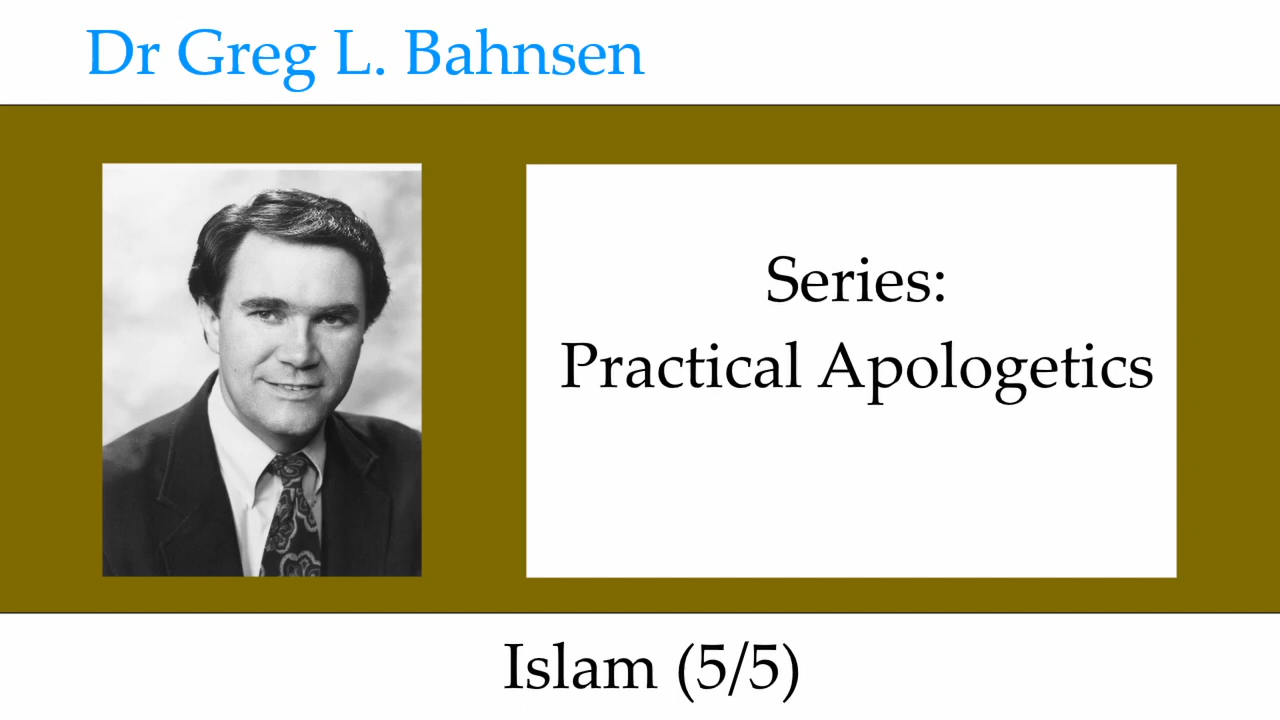 Dr Greg L. Bahnsen
Series:
Practical Apologetics
Islam (5/5)